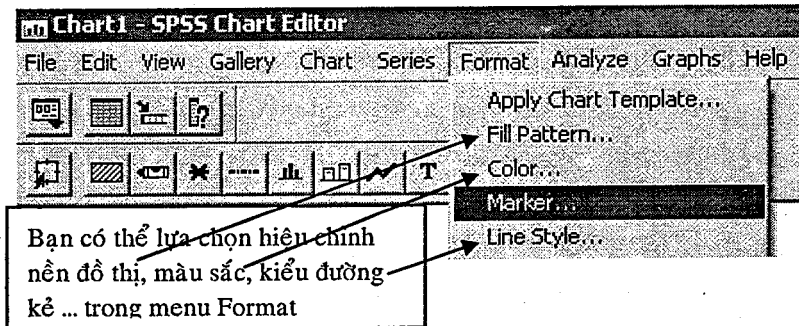 Chart1 - SPSS Chart Editor
File Edit View Gallery Chart Series Format Analyze Graphs Help
Apply Chart Template...
Fill Pattern...
Color...
Marker...
Line Style...
T
Bạn có thể lựa chọn hiệu chỉnh
nền đồ thị, màu sắc, kiểu đường
kẻ ... trong menu Format